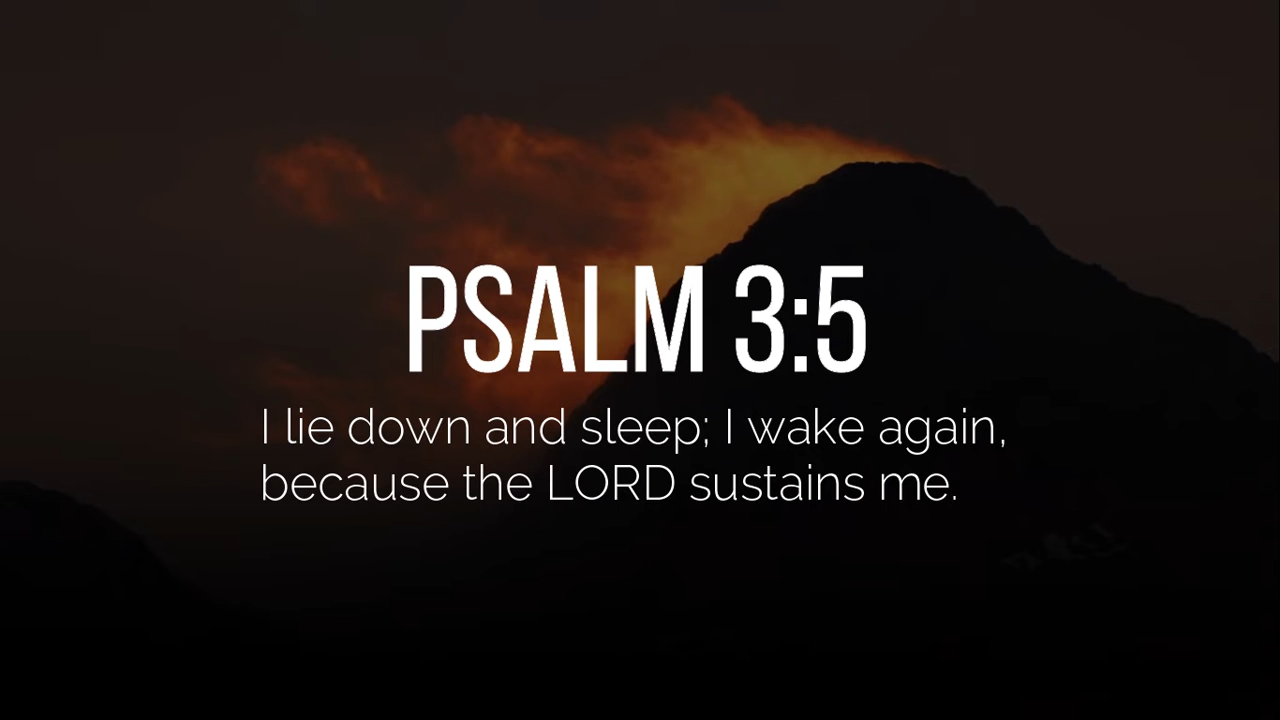 PSALM 3:5
I lie down and sleep; I wake again,
because the LORD sustains me.